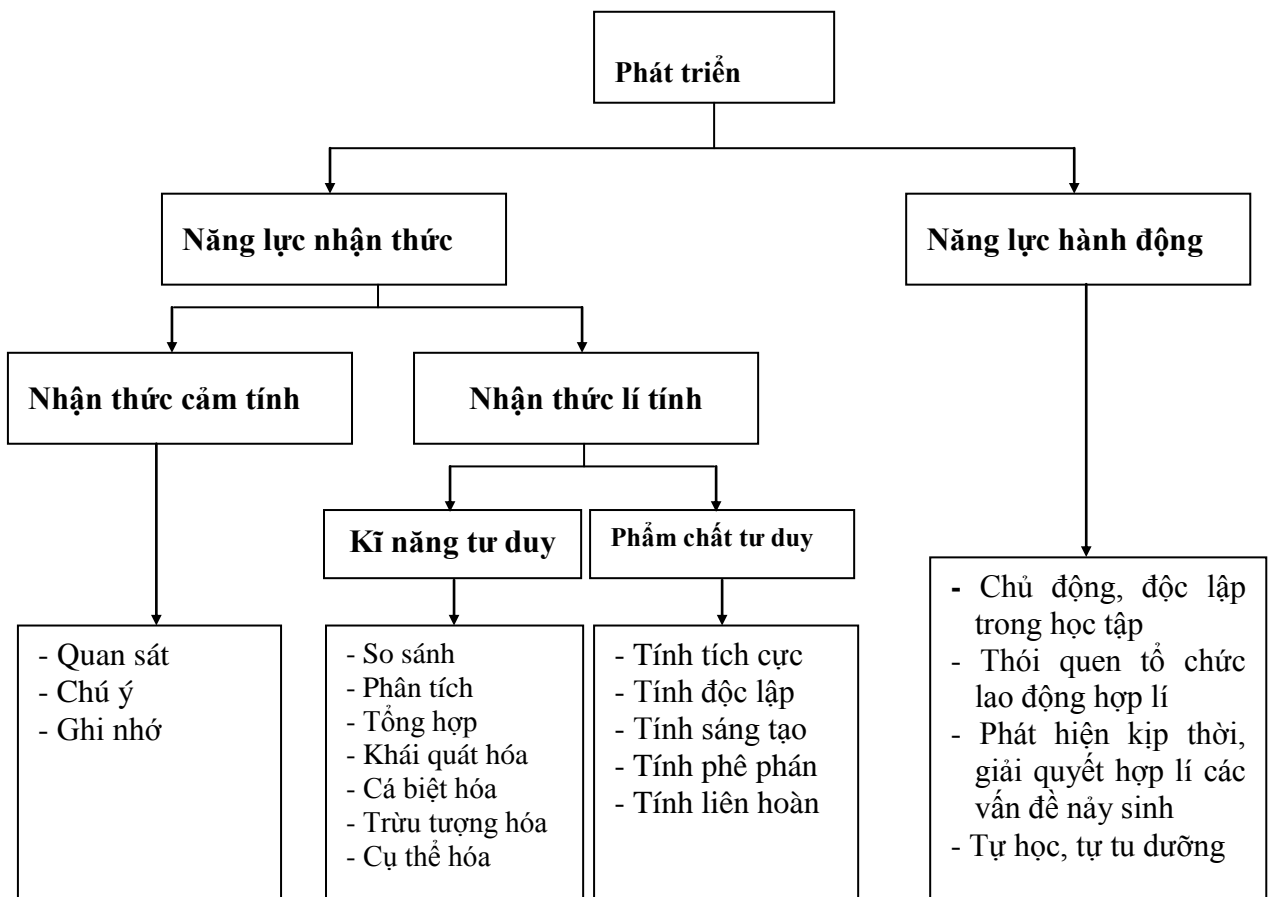 Phát triển
Năng lực nhận thức
Năng lực hành động
Nhận thức cảm tính
Nhận thức lí tính
Kĩ năng tư duy
Phẩm chất tư duy
- Quan sát
- Chú ý
- Ghi nhớ
- So sánh
- Phân tích
- Tổng hợp
- Khái quát hóa
- Cá biệt hóa
- Trừu tượng hóa
- Cụ thể hóa
- Tính tích cực
- Tính độc lập
- Tính sáng tạo
- Tính phê phán
- Tính liên hoàn
- Chủ động, độc lập
trong học tập
- Thói quen tổ chức
lao động hợp lí
- Phát hiện kịp thời,
giải quyết hợp lí các
vấn đề nảy sinh
- Tự học, tự tu dưỡng